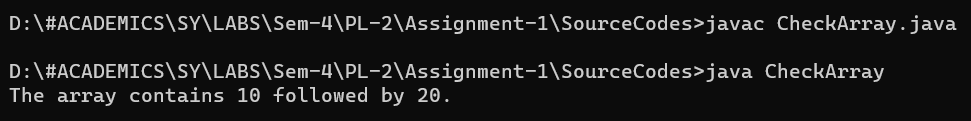 D:\#ACADEMICS\SY\LABS\Sem-4\PL-2\Assignment-1\SourceCodes>javac CheckArray.java
D:\#ACADEMICS\SY\LABS\Sem-4\PL-2\Assignment-1\SourceCodes>java CheckArray
The array contains 10 followed by 20.